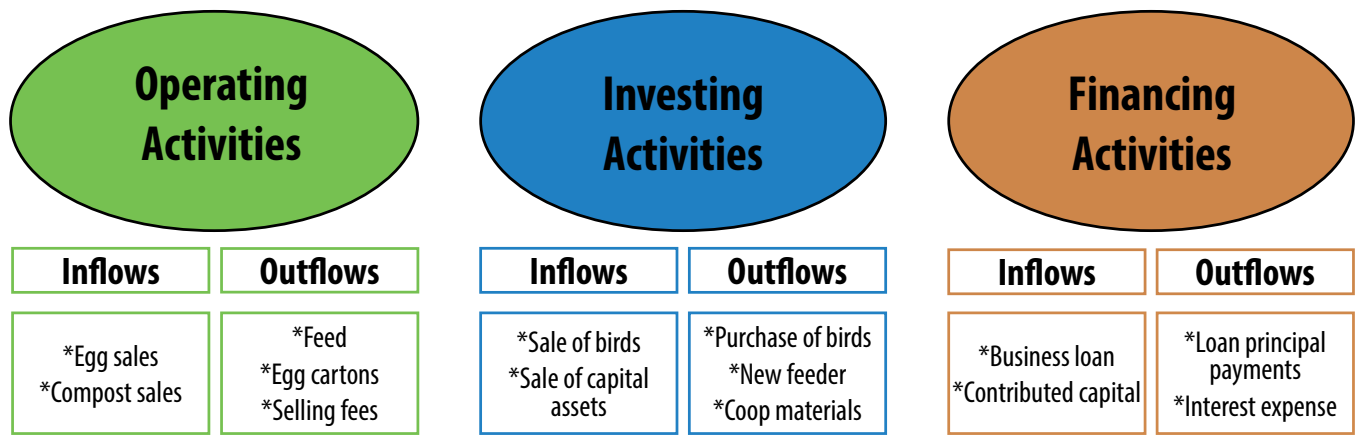 Operating
Activities
Investing
Activities
Financing
Activities
Inflows
Outflows
Inflows
Outflows
Inflows
Outflows
*Egg sales
*Compost sales
*Feed
*Egg cartons
*Selling fees
*Sale of birds
*Sale of capital
assets
*Purchase of birds
*New feeder
*Coop materials
*Business loan
*Contributed capital
*Loan principal
payments
*Interest expense